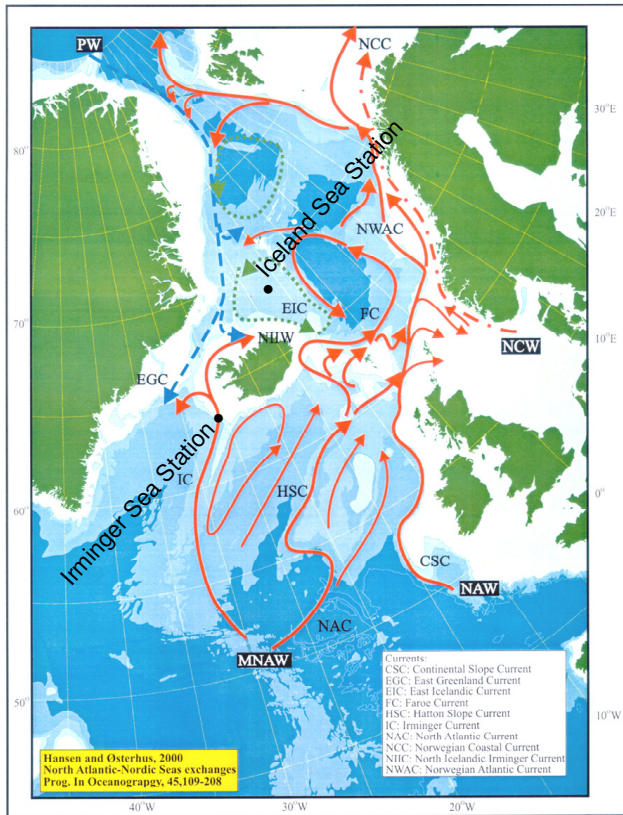 PW
NCC
30°E
80°
Iceland Sea Station
20°E
NWAC
EIC
FC
70°
NIIW
NCW
10°E
EGC
Irminger Sea Station
IC
HSC
0°
60°
CSC
NAW
NAC
MNAW
50°
10°W
Currents:
CSC: Continental Slope Current
EGC: East Greenland Current
EIC: East Icelandic Current
FC: Faroe Current
HSC: Hatton Slope Current
IC: Irminger Current
NAC: North Atlantic Current
NCC: Norwegian Coastal Current
NIIC: North Icelandic Irminger Current
NWAC: Norwegian Atlantic Current
Hansen and Østerhus, 2000
North Atlantic-Nordic Seas exchanges
Prog. In Oceanograpgy, 45,109-208
40°W
30°W
20°W